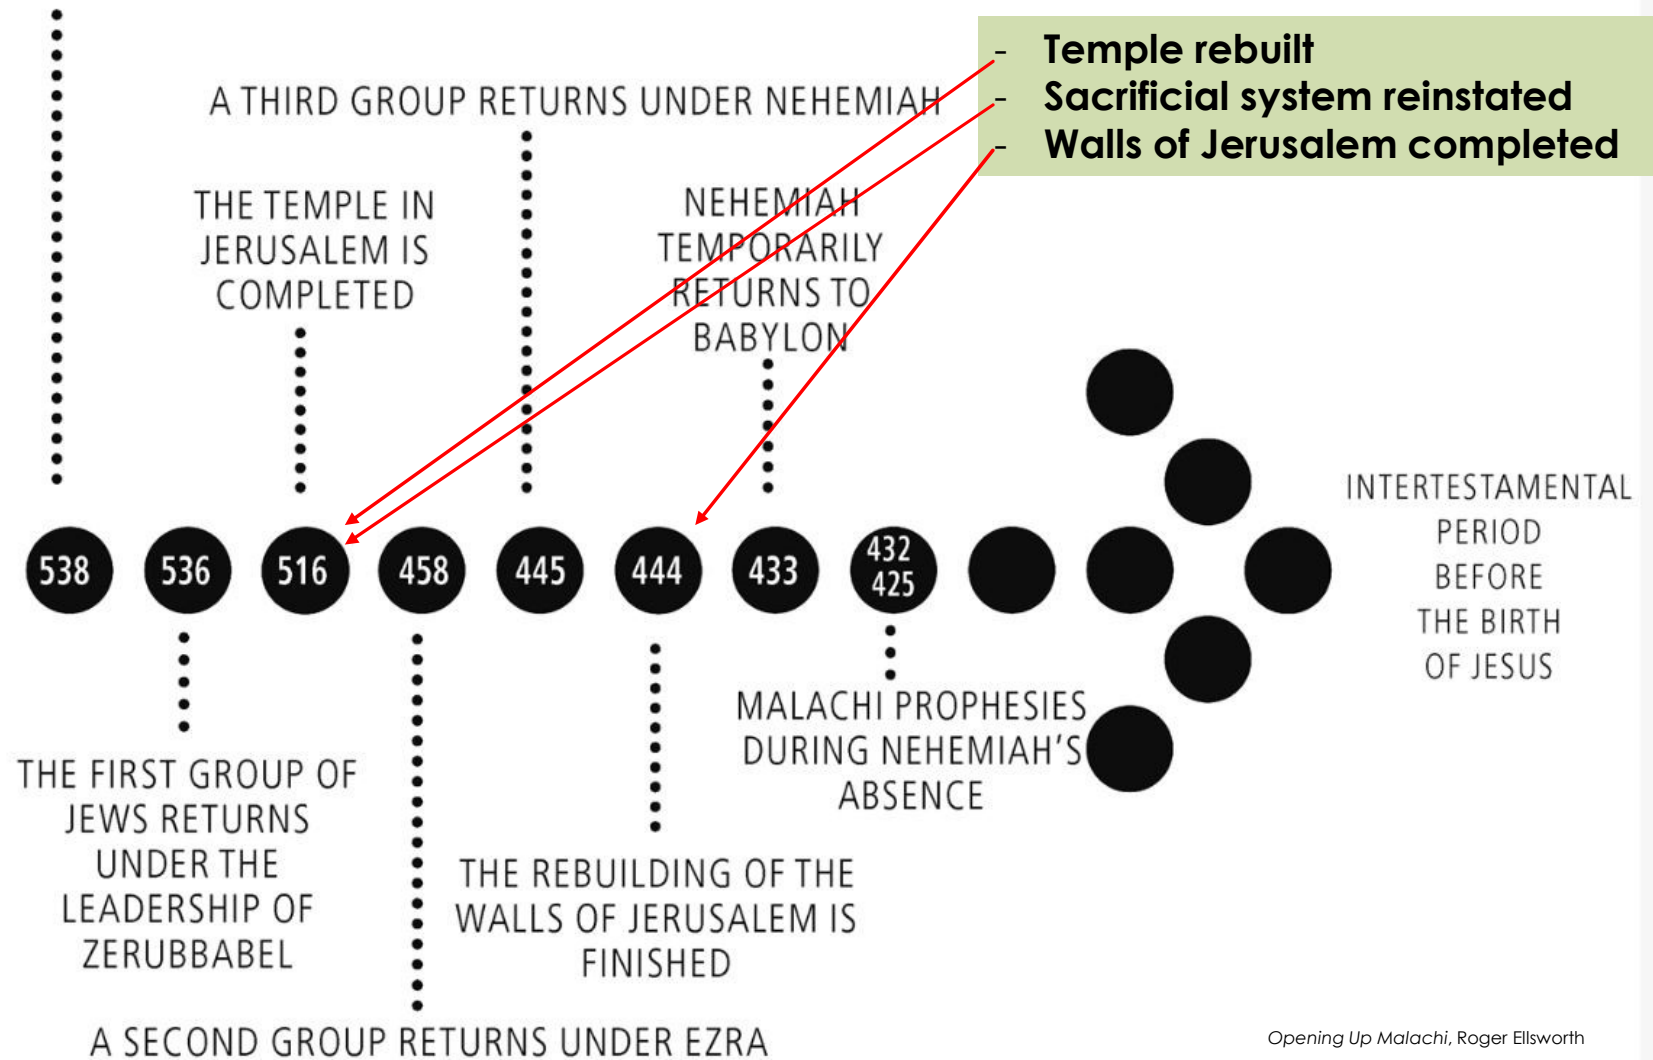 - Temple rebuilt
- Sacrificial system reinstated
- Walls of Jerusalem completed
A THIRD GROUP RETURNS UNDER NEHEMIAH
THE TEMPLE IN
JERUSALEM IS
COMPLETED
NEHEMIAH
TEMPORARILY
RETURNS TO
BABYLON
538
536
516
458
445
444
433
432
425
INTERTESTAMENTAL
PERIOD
BEFORE
THE BIRTH
OF JESUS
THE FIRST GROUP OF
JEWS RETURNS
UNDER THE
LEADERSHIP OF
ZERUBBABEL
A SECOND GROUP RETURNS UNDER EZRA
THE REBUILDING OF THE
WALLS OF JERUSALEM IS
FINISHED
MALACHI PROPHESIES
DURING NEHEMIAH'S
ABSENCE
Opening Up Malachi, Roger Ellsworth